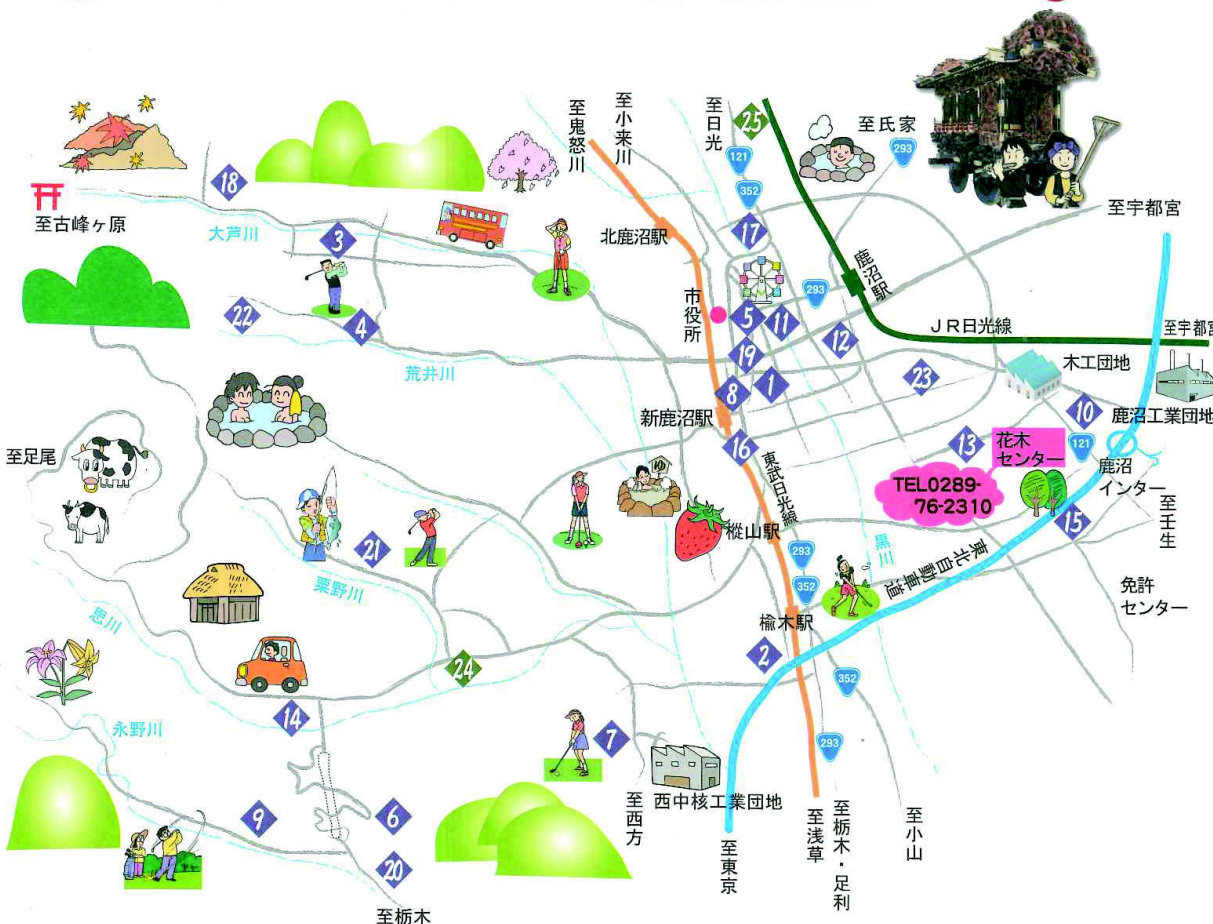 至鬼怒川
至小来川
至日光
25
至氏家
293
121
352
18
至古峰ヶ原
大芦川
3
北鹿沼駅
17
至宇都宮
鹿沼駅
市役所
293
22
4
5
11
12
JR日光線
至宇都宮
荒井川
19
木工団地
8
1
23
新鹿沼駅
10
鹿沼工業団地
至足尾
16
東武日光線
13
花木
センター
121
鹿沼
インター
TEL0289-
76-2310
15
至壬生
21
樅山駅
293
黒川
東北自動車道
粟野川
352
免許
センター
思川
楡木駅
24
2
352
14
永野川
7
293
西中核工業団地
至西方
9
6
至東京
至浅草
至栃木・足利
至小山
20
至栃木
ゆ